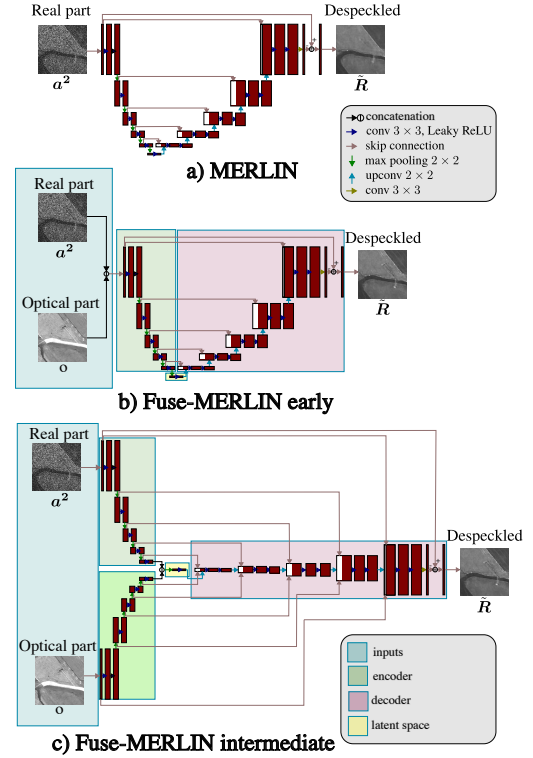 Real part
Despeckled
a²
R̃
concatenation
conv 3 × 3, Leaky ReLU
skip connection
max pooling 2 × 2
upconv 2 × 2
conv 3 × 3
a) MERLIN
Real part
a²
Despeckled
Optical part
R̃
o
b) Fuse-MERLIN early
Real part
a²
Despeckled
R̃
Optical part
o
inputs
encoder
decoder
latent space
c) Fuse-MERLIN intermediate